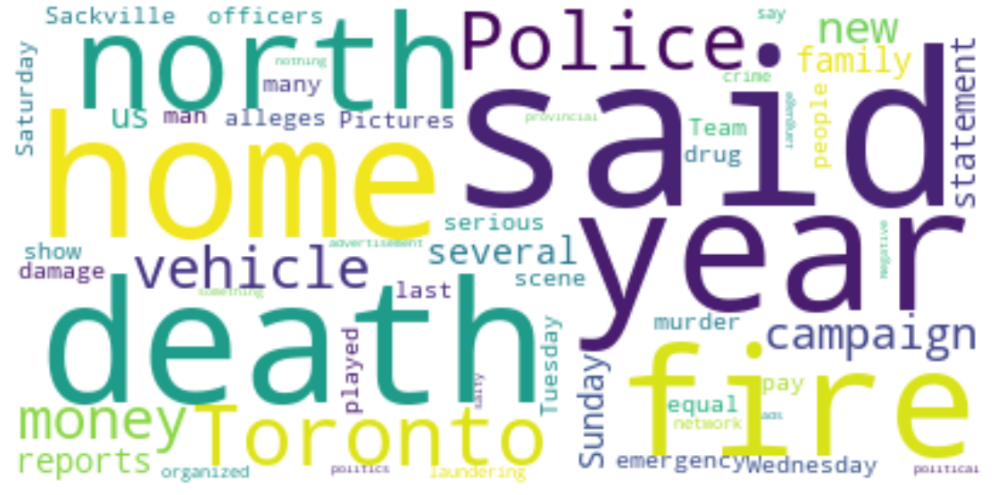 Sackville officers
north
Police
say
new
family
Saturday
nothing
many
crime
us man alleges Pictures
provincial
Team
drug
people
statement
home
said
serious
year
negative
show
damage
vehicle
advertisement
several
scene
something
last
death
played
Tuesday
murder
campaign
Sunday
fire
pay
equal
ads
network
money
Toronto
reports
organized
politics
laundering
emergency
Wednesday
political